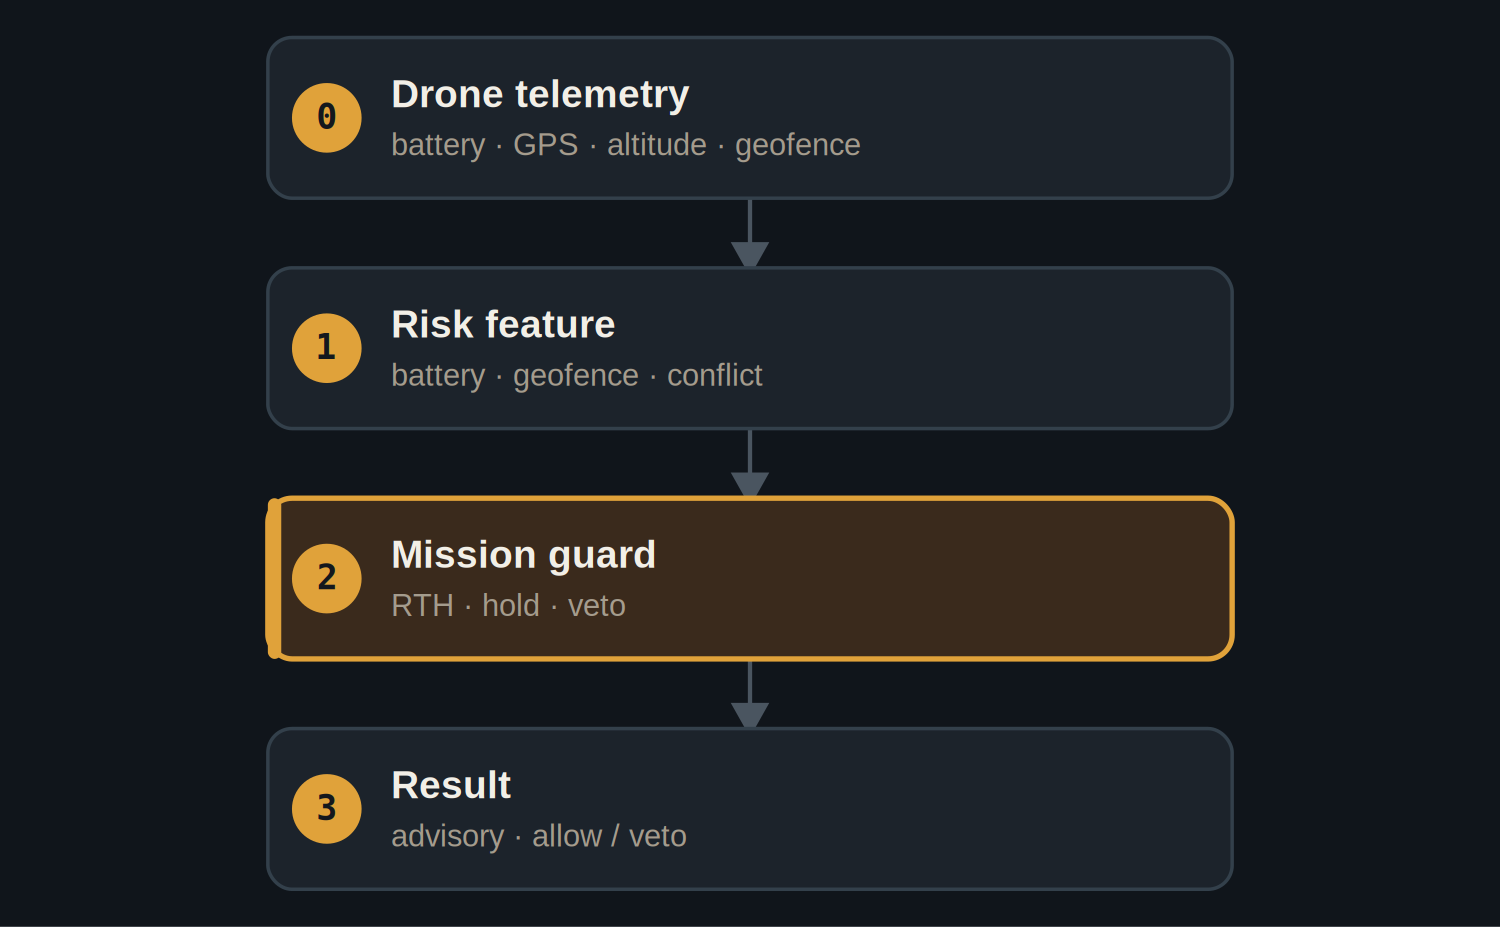 0
Drone telemetry
battery · GPS · altitude · geofence
1
Risk feature
battery · geofence · conflict
2
Mission guard
RTH · hold · veto
3
Result
advisory · allow / veto